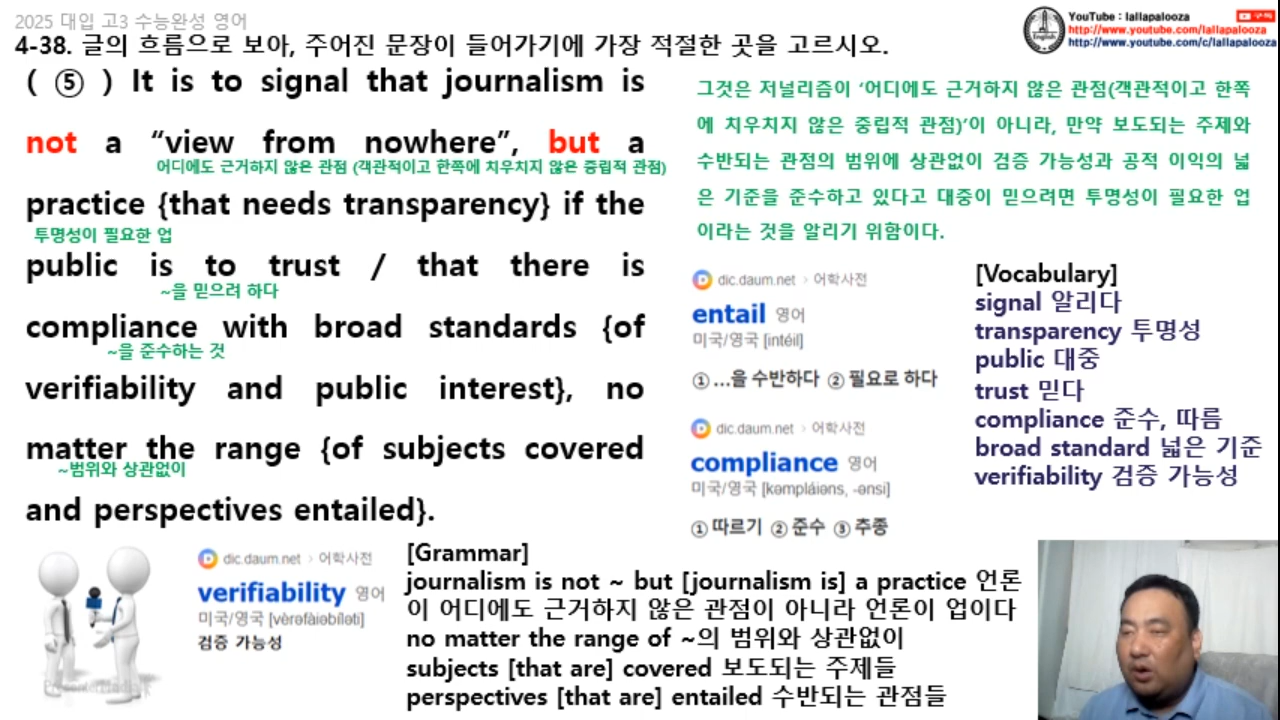 2025 대입 고3 수능완성 영어
4-38. 글의 흐름으로 보아, 주어진 문장이 들어가기에 가장 적절한 곳을 고르시오.
YouTube : lallapalooza
http://www.youtube.com/lallapalooza
http://www.youtube.com/c/lallapalooza
( ⑤ ) It is to signal that journalism is
not a “view from nowhere”, but a
어디에도 근거하지 않은 관점 (객관적이고 한쪽에 치우치지 않은 중립적 관점)
practice {that needs transparency} if the
투명성이 필요한 업
public is to trust / that there is
~을 믿으려 하다
compliance with broad standards {of
~을 준수하는 것
verifiability and public interest}, no
matter the range {of subjects covered
~범위와 상관없이
and perspectives entailed}.
그것은 저널리즘이 ‘어디에도 근거하지 않은 관점(객관적이고 한쪽
에 치우치지 않은 중립적 관점)’이 아니라, 만약 보도되는 주제와
수반되는 관점의 범위에 상관없이 검증 가능성과 공적 이익의 넓
은 기준을 준수하고 있다고 대중이 믿으려면 투명성이 필요한 업
이라는 것을 알리기 위함이다.
dic.daum.net › 어학사전
entail 영어
미국/영국 [intéil]
① ...을 수반하다 ② 필요로 하다
dic.daum.net › 어학사전
compliance 영어
미국/영국 [kəmpláiəns, -ənsi]
① 따르기 ② 준수 ③ 추종
[Vocabulary]
signal 알리다
transparency 투명성
public 대중
trust 믿다
compliance 준수, 따름
broad standard 넓은 기준
verifiability 검증 가능성
dic.daum.net › 어학사전
verifiability 영어
미국/영국 [vèrəfàiəbíləti]
검증 가능성
[Grammar]
journalism is not ~ but [journalism is] a practice 언론
이 어디에도 근거하지 않은 관점이 아니라 언론이 업이다
no matter the range of ~의 범위와 상관없이
subjects [that are] covered 보도되는 주제들
perspectives [that are] entailed 수반되는 관점들